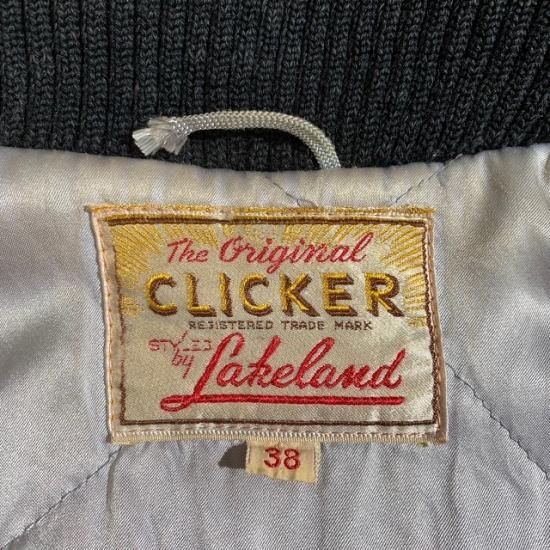 The Original
CLICKER
REGISTERED TRADE MARK
STYLED
by
Lakeland
38